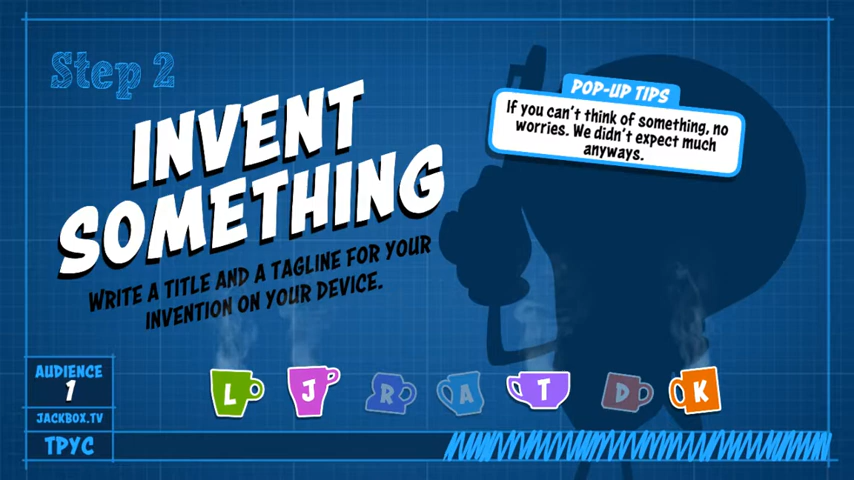 Step 2
INVENT
SOMETHING
WRITE A TITLE AND A TAGLINE FOR YOUR
INVENTION ON YOUR DEVICE.
POP-UP TIPS
If you can't think of something, no
worries. We didn't expect much
anyways.
AUDIENCE
1
JACKBOX.TV
TPYC
L J R A T D K